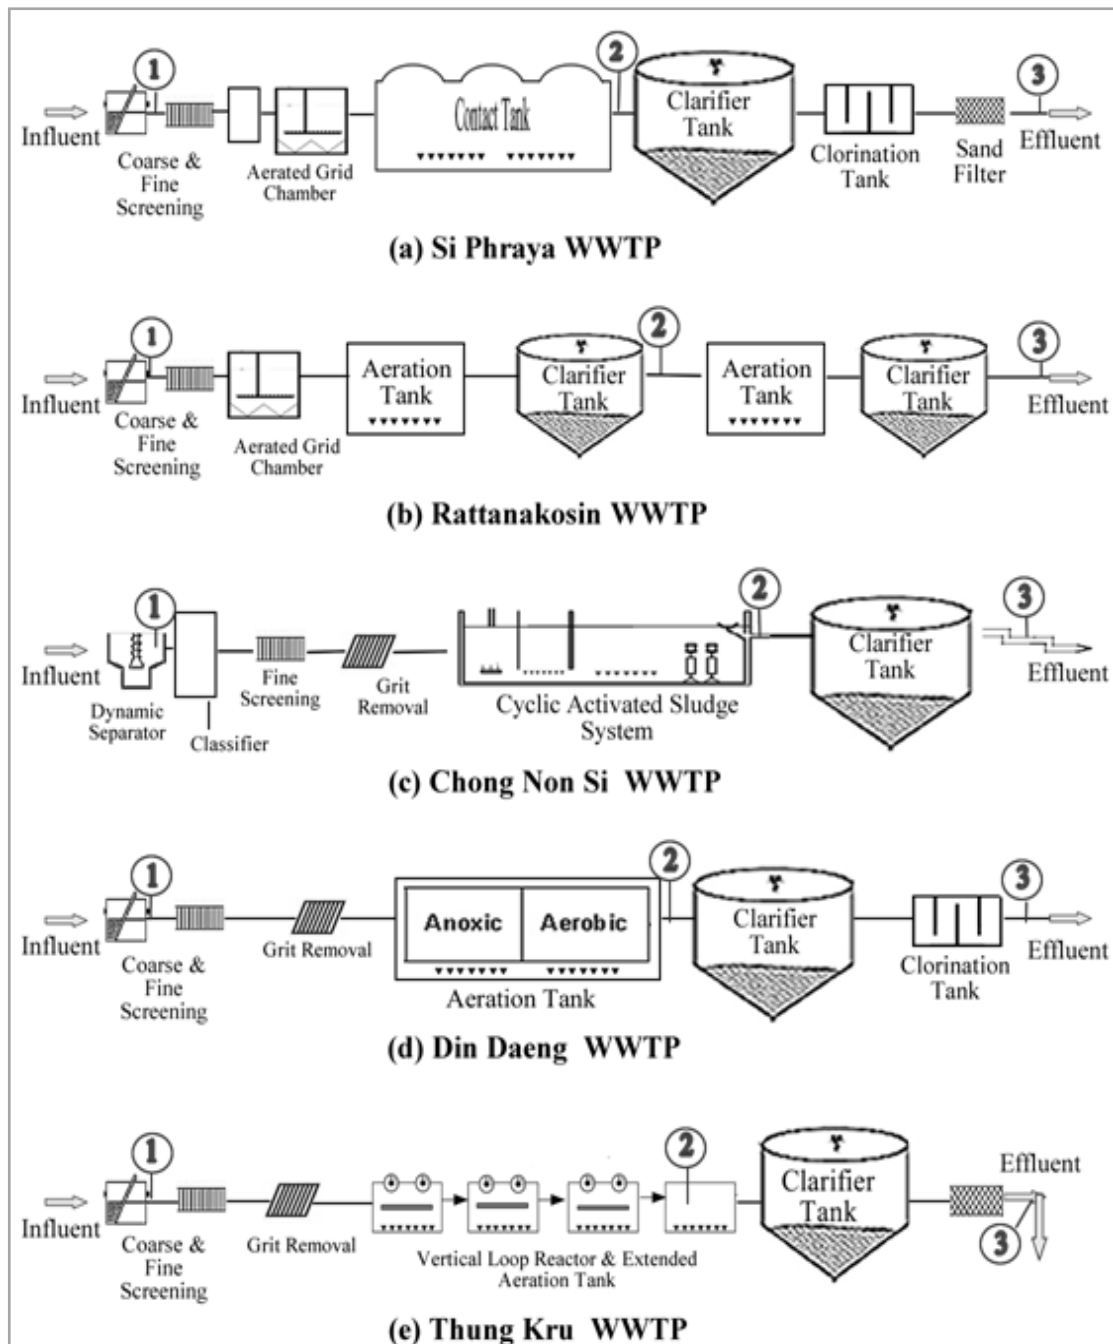 1
2
3
Influent
Coarse &
Fine
Screening
Aerated Grid
Chamber
Contact Tank
Clarifier
Tank
Clorination
Tank
Sand
Filter
Effluent
(a) Si Phraya WWTP
1
2
3
Influent
Coarse &
Fine
Screening
Aerated Grid
Chamber
Aeration
Tank
Clarifier
Tank
Aeration
Tank
Clarifier
Tank
Effluent
(b) Rattanakosin WWTP
1
2
3
Influent
Dynamic
Separator
Classifier
Fine
Screening
Grit
Removal
Cyclic Activated Sludge
System
Clarifier
Tank
Effluent
(c) Chong Non Si WWTP
1
2
3
Influent
Coarse &
Fine
Screening
Grit Removal
Anoxic
Aerobic
Aeration Tank
Clarifier
Tank
Clorination
Tank
Effluent
(d) Din Daeng WWTP
1
2
3
Influent
Coarse &
Fine
Screening
Grit Removal
Vertical Loop Reactor & Extended
Aeration Tank
Clarifier
Tank
Effluent
(e) Thung Kru WWTP